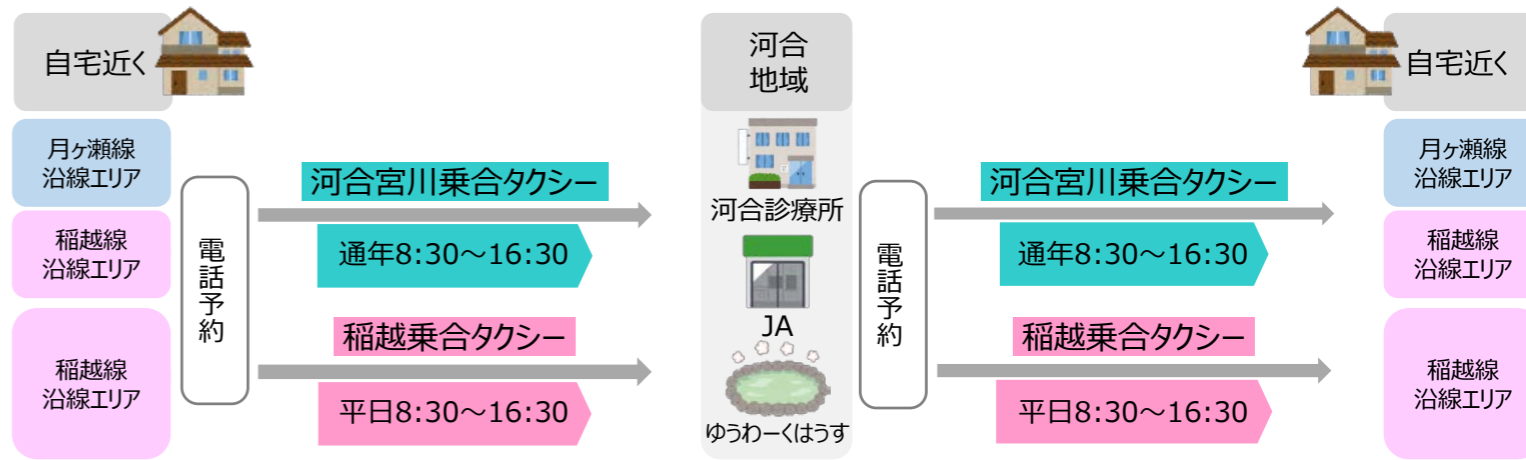 自宅近く
月ヶ瀬線
沿線エリア
稲越線
沿線エリア
稲越線
沿線エリア
電話予約
河合宮川乗合タクシー
通年8:30～16:30
稲越乗合タクシー
平日8:30～16:30
河合
地域
河合診療所
JA
ゆうわーくはうす
電話予約
河合宮川乗合タクシー
通年8:30～16:30
稲越乗合タクシー
平日8:30～16:30
自宅近く
月ヶ瀬線
沿線エリア
稲越線
沿線エリア
稲越線
沿線エリア